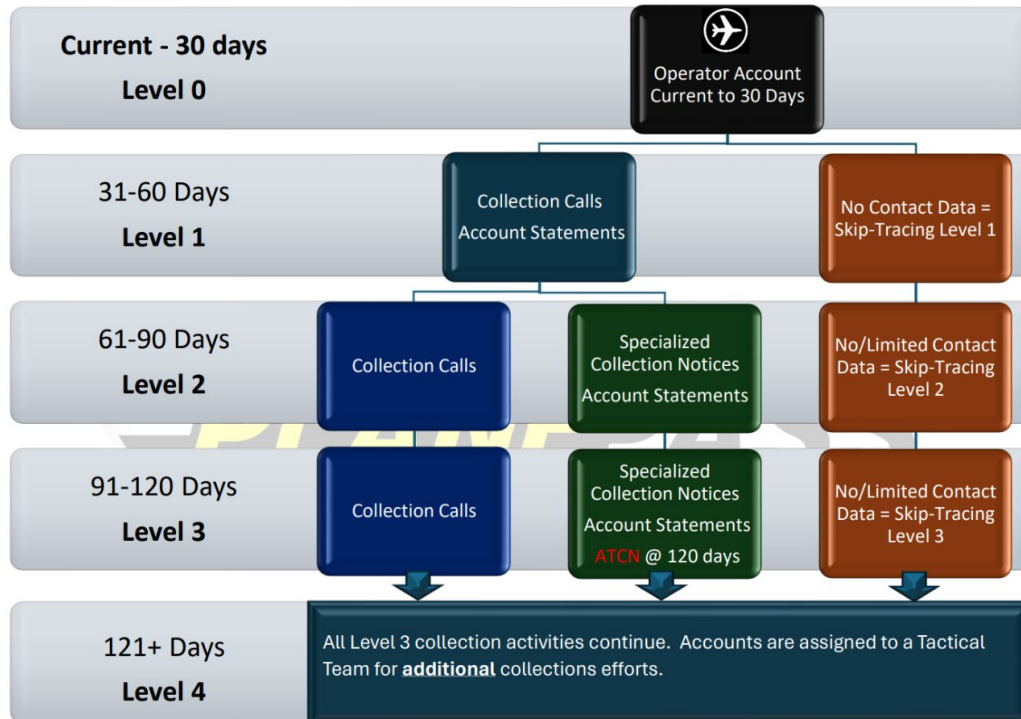 Current - 30 days
Level 0
Operator Account
Current to 30 Days
31-60 Days
Level 1
Collection Calls
Account Statements
No Contact Data =
Skip-Tracing Level 1
61-90 Days
Level 2
Collection Calls
Specialized
Collection Notices
Account Statements
No/Limited Contact
Data = Skip-Tracing
Level 2
91-120 Days
Level 3
Collection Calls
Specialized
Collection Notices
Account Statements
ATCN @ 120 days
No/Limited Contact
Data = Skip-Tracing
Level 3
121+ Days
Level 4
All Level 3 collection activities continue.  Accounts are assigned to a Tactical
Team for additional collections efforts.